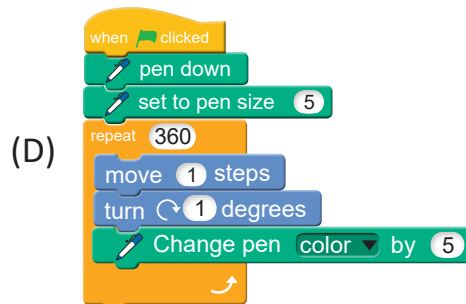 when clicked
pen down
set to pen size 5
(D)
repeat 360
move 1 steps
turn 1 degrees
Change pen color by 5